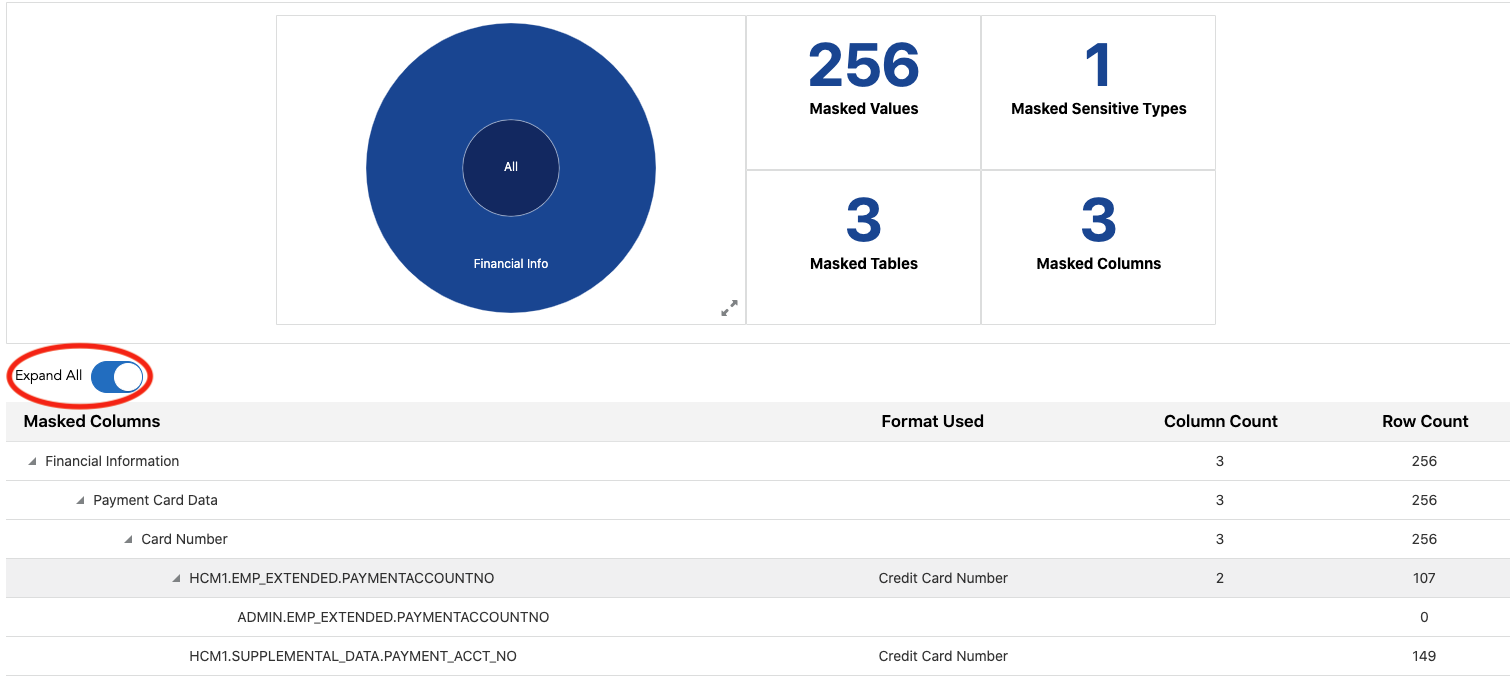 All
Financial Info
256
Masked Values
1
Masked Sensitive Types
3
Masked Tables
3
Masked Columns
Expand All
Masked Columns Format Used Column Count Row Count
Financial Information 3 256
Payment Card Data 3 256
Card Number 3 256
HCM1.EMP_EXTENDED.PAYMENTACCOUNTNO Credit Card Number 2 107
ADMIN.EMP_EXTENDED.PAYMENTACCOUNTNO 0
HCM1.SUPPLEMENTAL_DATA.PAYMENT_ACCT_NO Credit Card Number 149